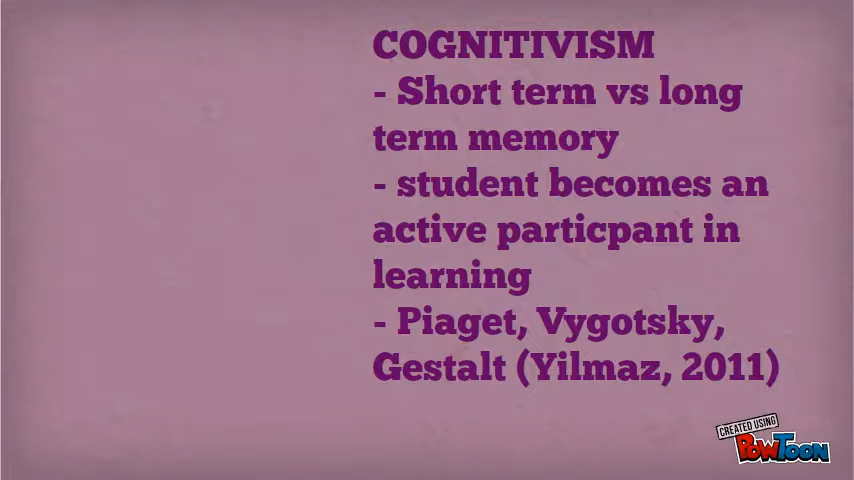 COGNITIVISM
- Short term vs long
term memory
- student becomes an
active particpant in
learning
- Piaget, Vygotsky,
Gestalt (Yilmaz, 2011)
CREATED USING
POWTOON